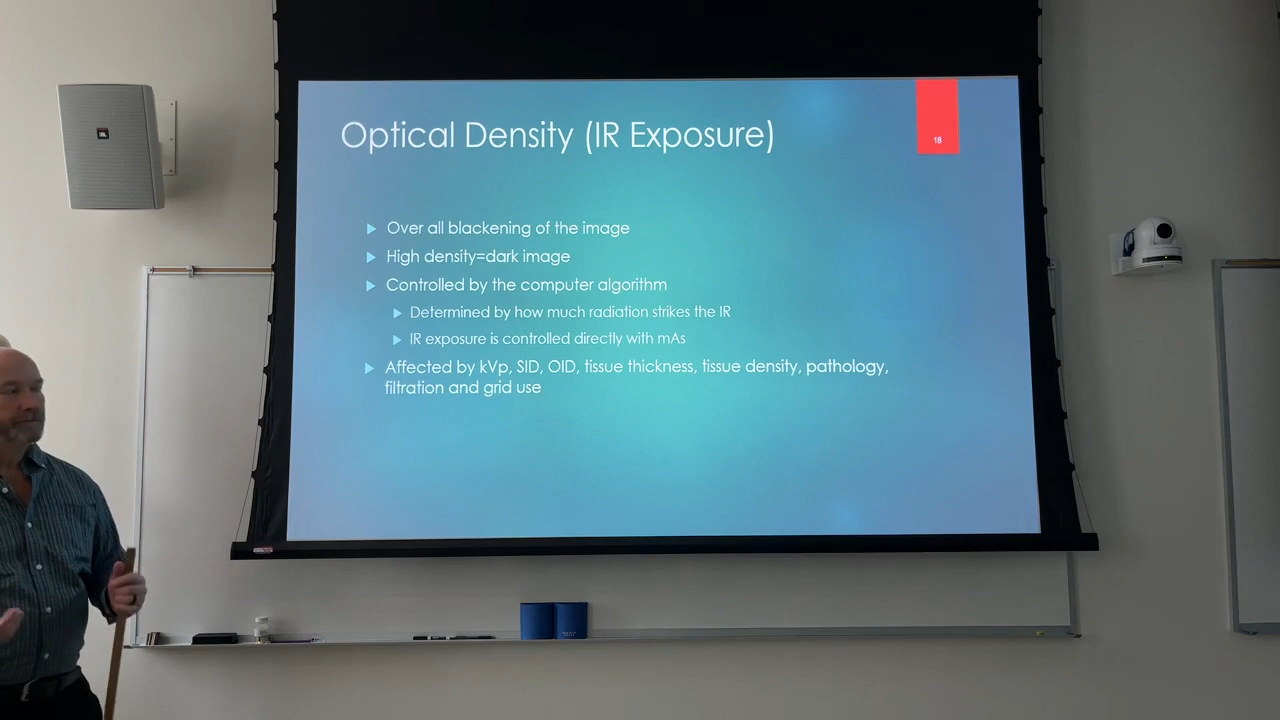 Optical Density (IR Exposure)
18
Over all blackening of the image
High density=dark image
Controlled by the computer algorithm
Determined by how much radiation strikes the IR
IR exposure is controlled directly with mAs
Affected by kVp, SID, OID, tissue thickness, tissue density, pathology,
filtration and grid use
JBL